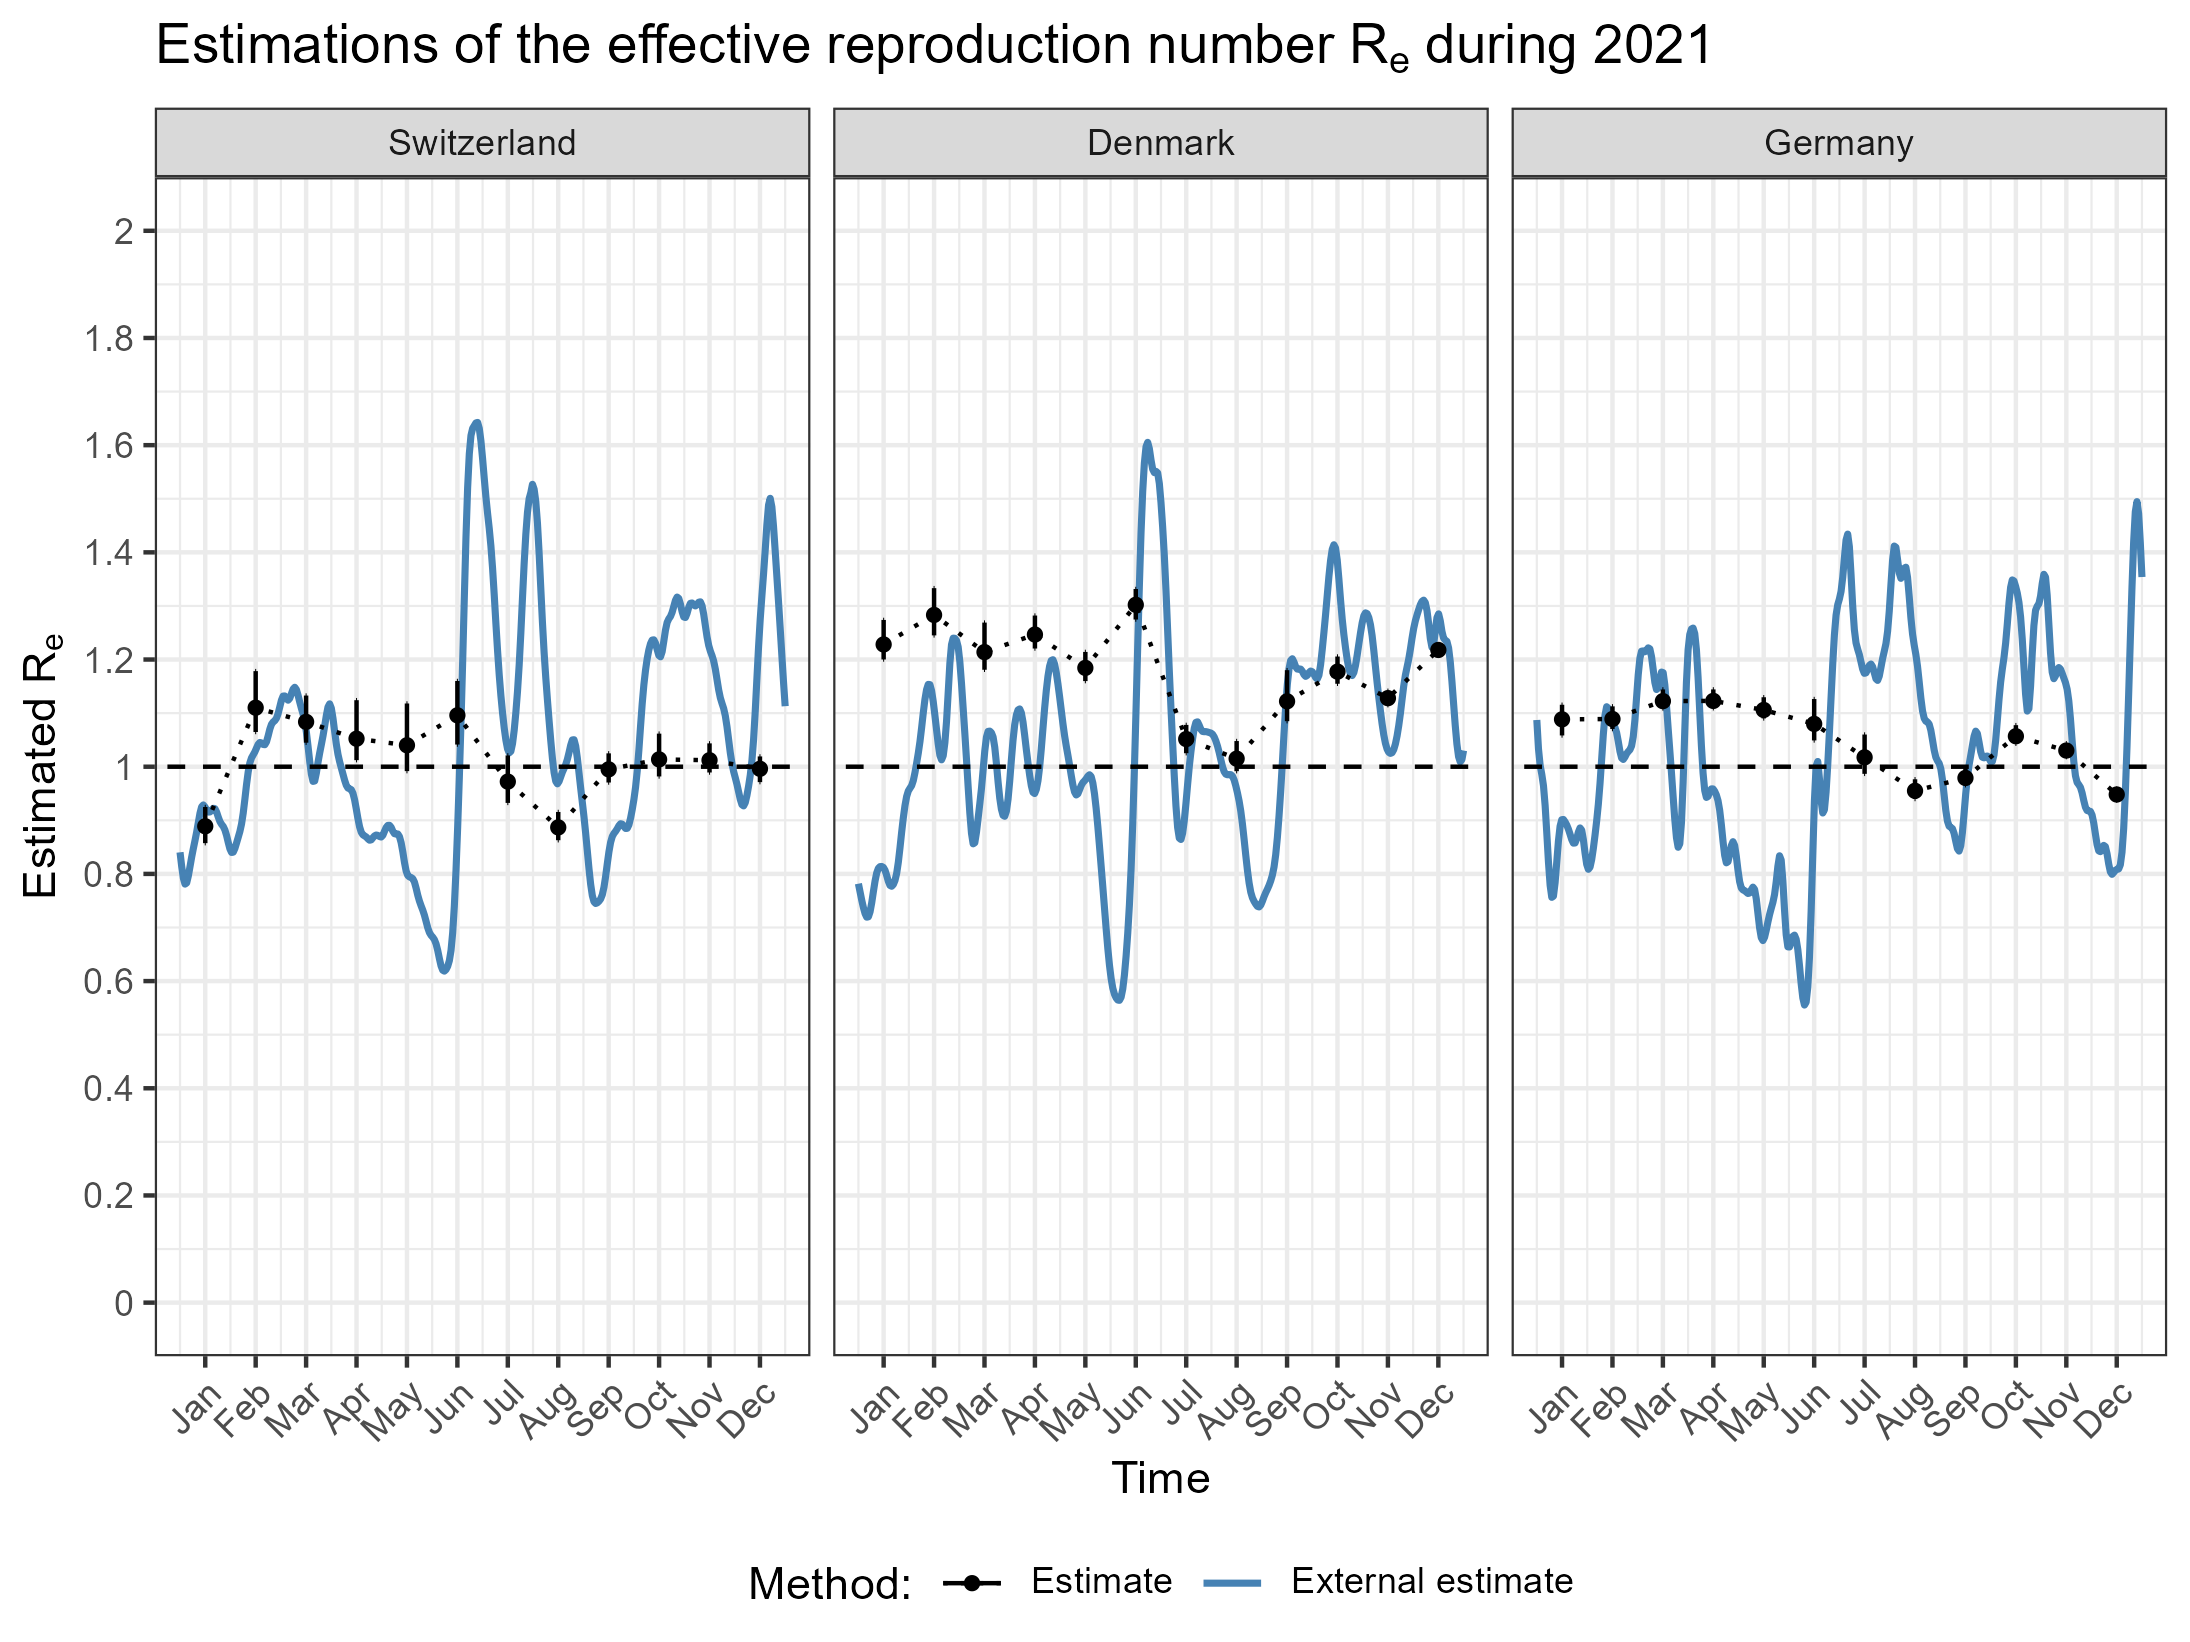 Estimations of the effective reproduction number Re during 2021
Switzerland
Denmark
Germany
Estimated Re
2
1.8
1.6
1.4
1.2
1
0.8
0.6
0.4
0.2
0
Jan Feb Mar Apr May Jun Jul Aug Sep Oct Nov Dec
Jan Feb Mar Apr May Jun Jul Aug Sep Oct Nov Dec
Jan Feb Mar Apr May Jun Jul Aug Sep Oct Nov Dec
Time
Method: Estimate External estimate